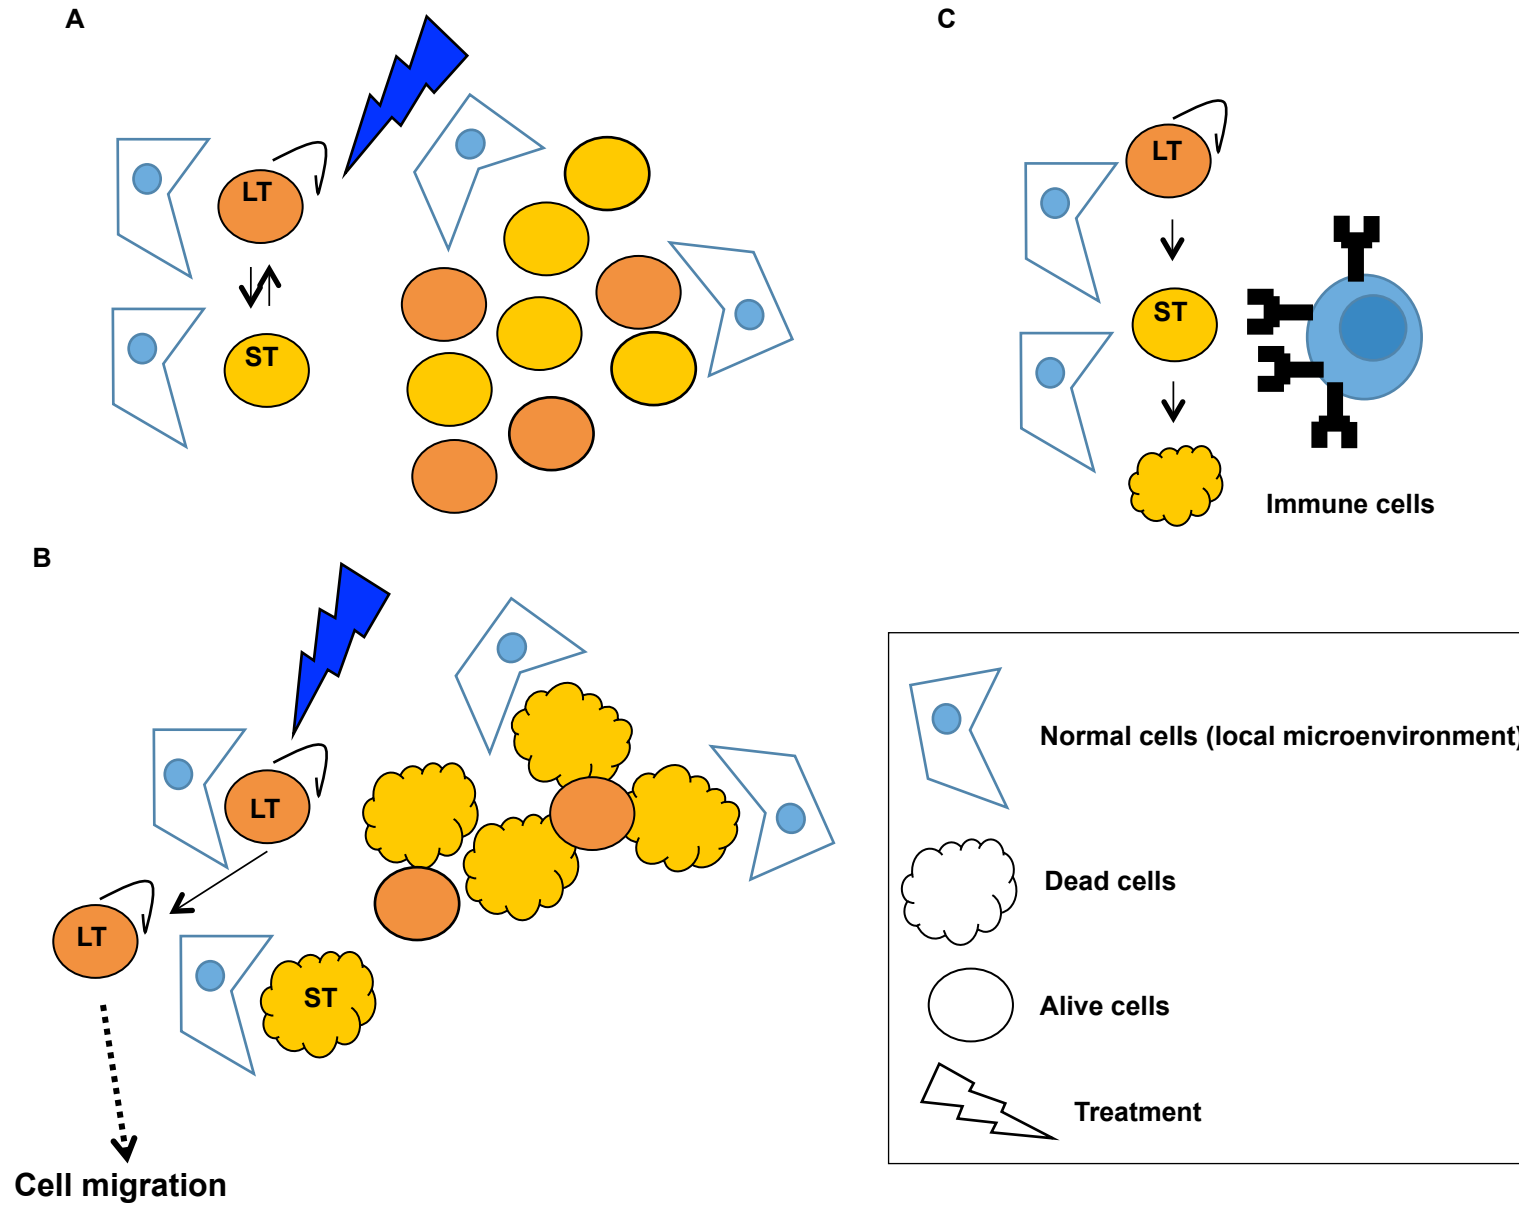 A
LT
ST
B
LT
LT
ST
Cell migration
C
LT
ST
Immune cells
Normal cells (local microenvironment)
Dead cells
Alive cells
Treatment